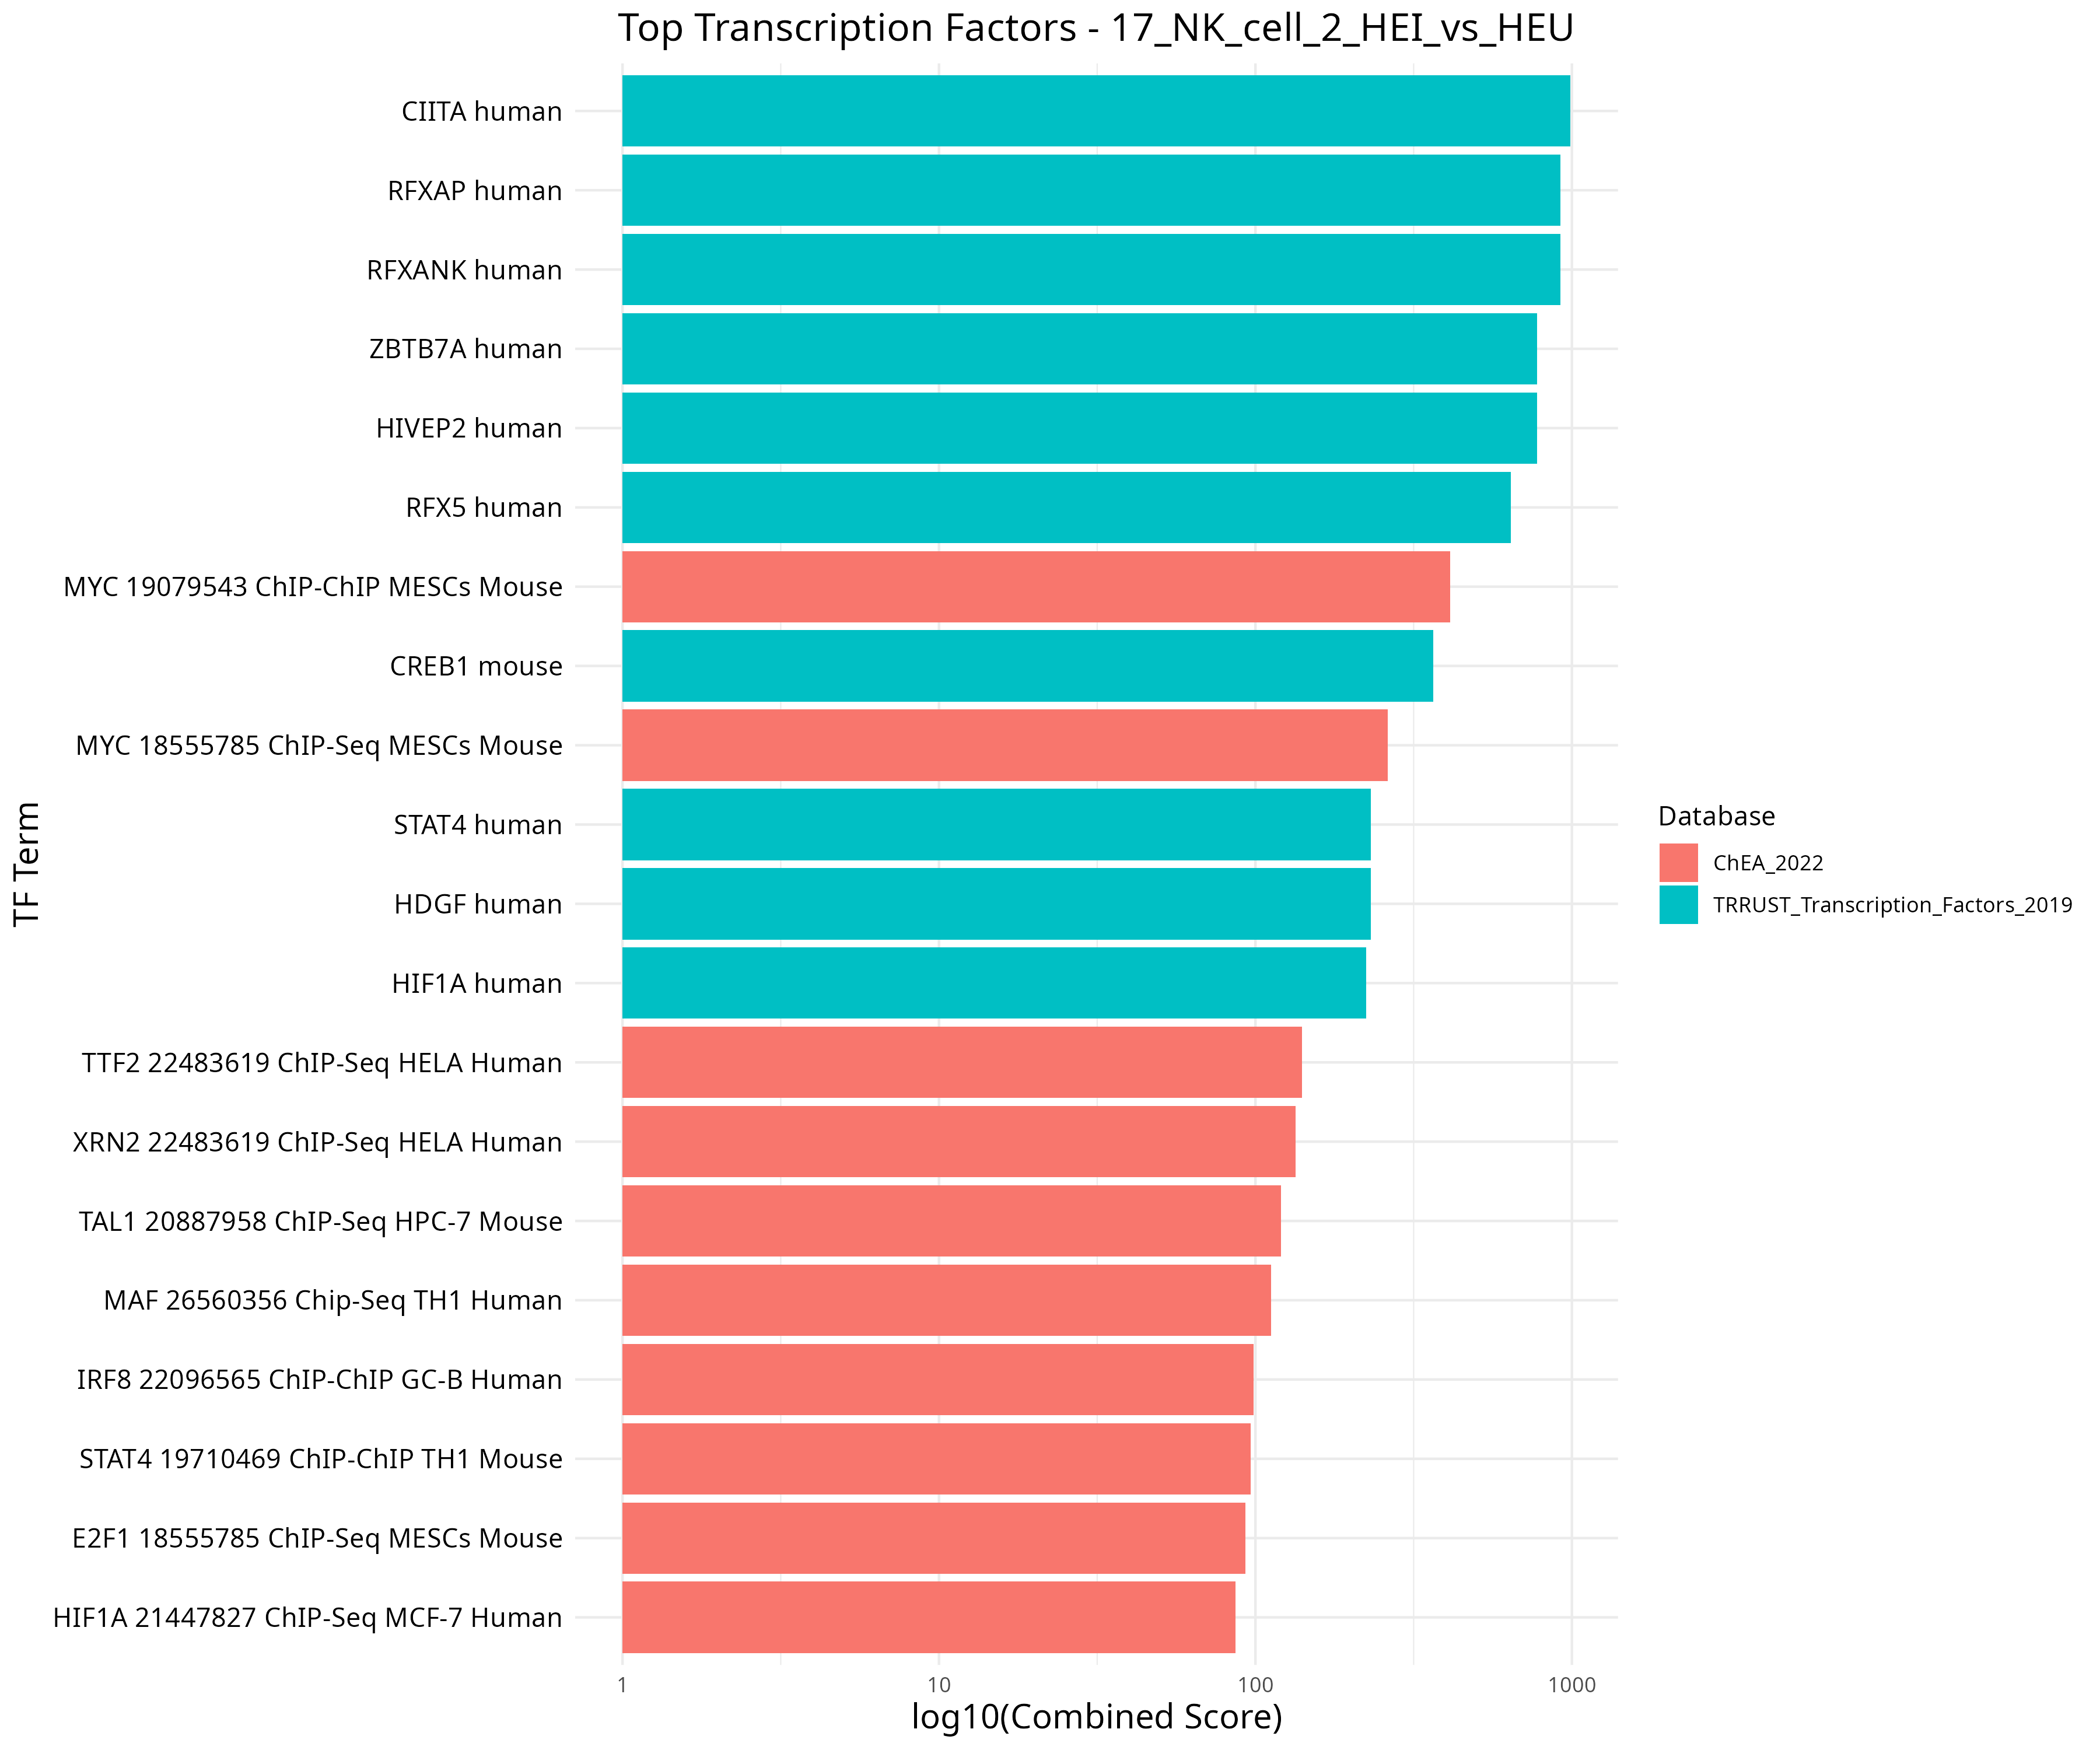 Top Transcription Factors - 17_NK_cell_2_HEI_vs_HEU
CIITA human
RFXAP human
RFXANK human
ZBTB7A human
HIVEP2 human
RFX5 human
MYC 19079543 ChIP-ChIP MESCs Mouse
CREB1 mouse
MYC 18555785 ChIP-Seq MESCs Mouse
STAT4 human
HDGF human
HIF1A human
TTF2 22483619 ChIP-Seq HELA Human
XRN2 22483619 ChIP-Seq HELA Human
TAL1 20887958 ChIP-Seq HPC-7 Mouse
MAF 26560356 Chip-Seq TH1 Human
IRF8 22096565 ChIP-ChIP GC-B Human
STAT4 19710469 ChIP-ChIP TH1 Mouse
E2F1 18555785 ChIP-Seq MESCs Mouse
HIF1A 21447827 ChIP-Seq MCF-7 Human
TF Term
1 10 100 1000
log10(Combined Score)
Database
ChEA_2022
TRRUST_Transcription_Factors_2019